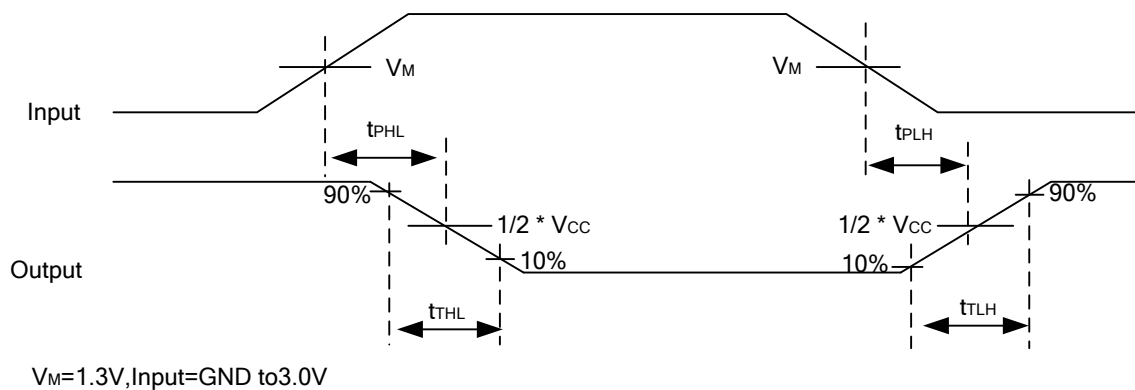 VM
VM
Input
tPHL
tPLH
90%
90%
1/2 * VCC
1/2 * VCC
10%
10%
Output
tTHL
tTLH
VM=1.3V,Input=GND to3.0V